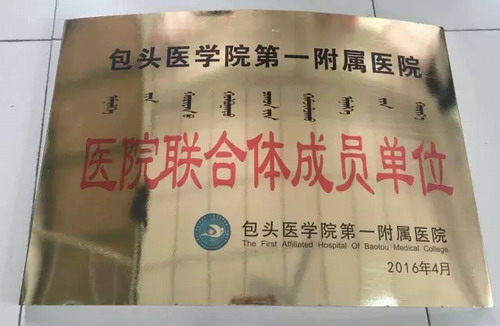 包头医学院第一附属医院
医院联合体成员单位
包头医学院第一附属医院
The First Affiliated Hospital Of Baotou Medical College
2016年4月